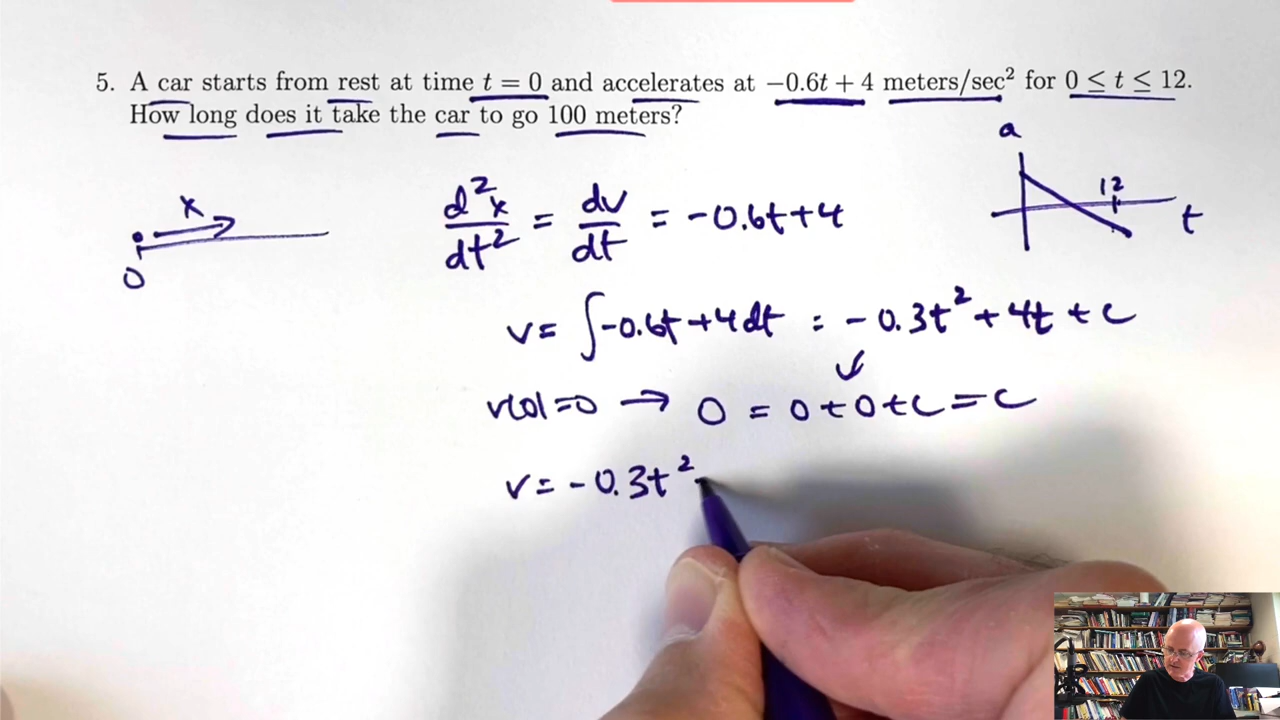 5. A car starts from rest at time t = 0 and accelerates at −0.6t + 4 meters/sec² for 0 ≤ t ≤ 12.
How long does it take the car to go 100 meters?
a
12
t
x
0
d²x/dt² = dv/dt = -0.6t+4
v = ∫-0.6t+4dt = -0.3t² + 4t + c
v(0)=0 → 0 = 0+0+c=c
v = -0.3t²